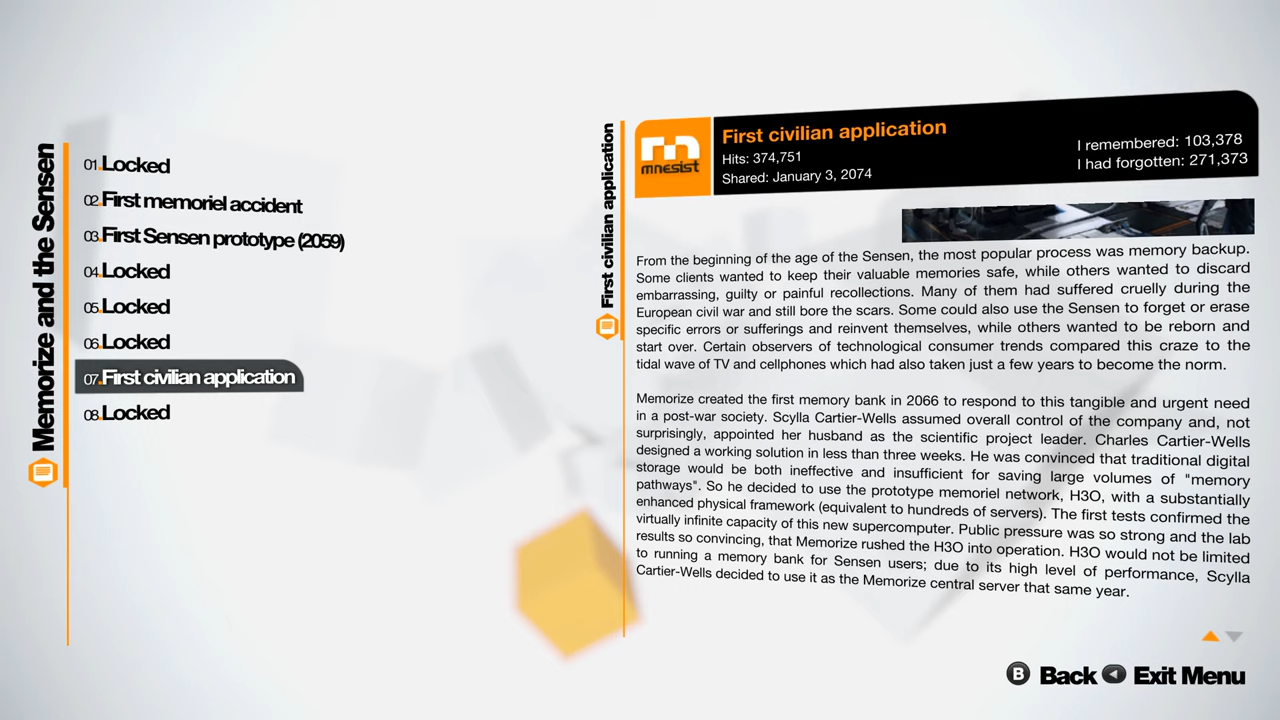 Memorize and the Sensen
01.Locked
02.First memoriel accident
03.First Sensen prototype (2059)
04.Locked
05.Locked
06.Locked
07.First civilian application
08.Locked
First civilian application
mnesist
First civilian application
Hits: 374,751
Shared: January 3, 2074
I remembered: 103,378
I had forgotten: 271,373
From the beginning of the age of the Sensen, the most popular process was memory backup.
Some clients wanted to keep their valuable memories safe, while others wanted to discard
embarrassing, guilty or painful recollections. Many of them had suffered cruelly during the
European civil war and still bore the scars. Some could also use the Sensen to forget or erase
specific errors or sufferings and reinvent themselves, while others wanted to be reborn and
start over. Certain observers of technological consumer trends compared this craze to the
tidal wave of TV and cellphones which had also taken just a few years to become the norm.
Memorize created the first memory bank in 2066 to respond to this tangible and urgent need
in a post-war society. Scylla Cartier-Wells assumed overall control of the company and, not
surprisingly, appointed her husband as the scientific project leader. Charles Cartier-Wells
designed a working solution in less than three weeks. He was convinced that traditional digital
storage would be both ineffective and insufficient for saving large volumes of "memory
pathways". So he decided to use the prototype memoriel network, H3O, with a substantially
enhanced physical framework (equivalent to hundreds of servers). The first tests confirmed the
virtually infinite capacity of this new supercomputer. Public pressure was so strong and the lab
results so convincing, that Memorize rushed the H3O into operation. H3O would not be limited
to running a memory bank for Sensen users; due to its high level of performance, Scylla
Cartier-Wells decided to use it as the Memorize central server that same year.
B Back Exit Menu